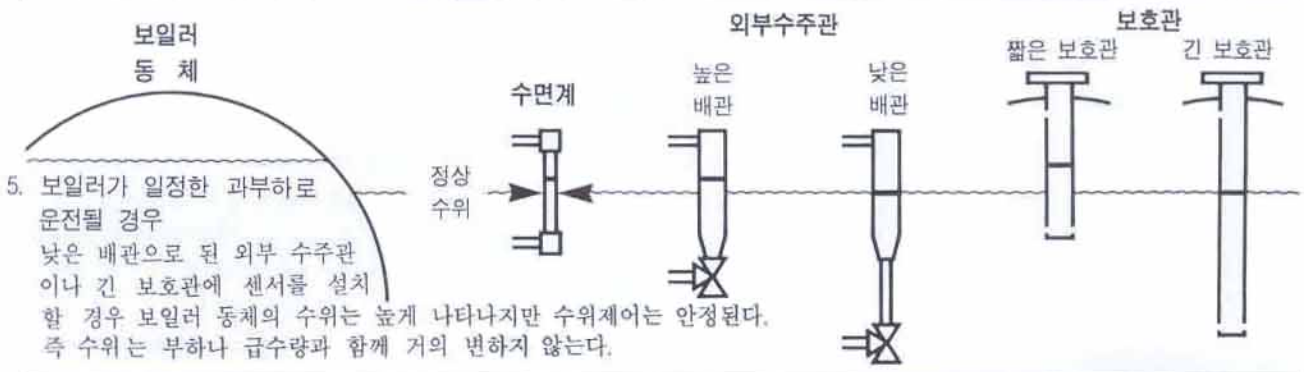 보일러
동 체
외부수주관
보호관
짧은 보호관
긴 보호관
높은
배관
낮은
배관
수면계
정상
수위
5. 보일러가 일정한 과부하로
운전될 경우
낮은 배관으로 된 외부 수주관
이나 긴 보호관에 센서를 설치
할 경우 보일러 동체의 수위는 높게 나타나지만 수위제어는 안정된다.
즉 수위는 부하나 급수량과 함께 거의 변하지 않는다.